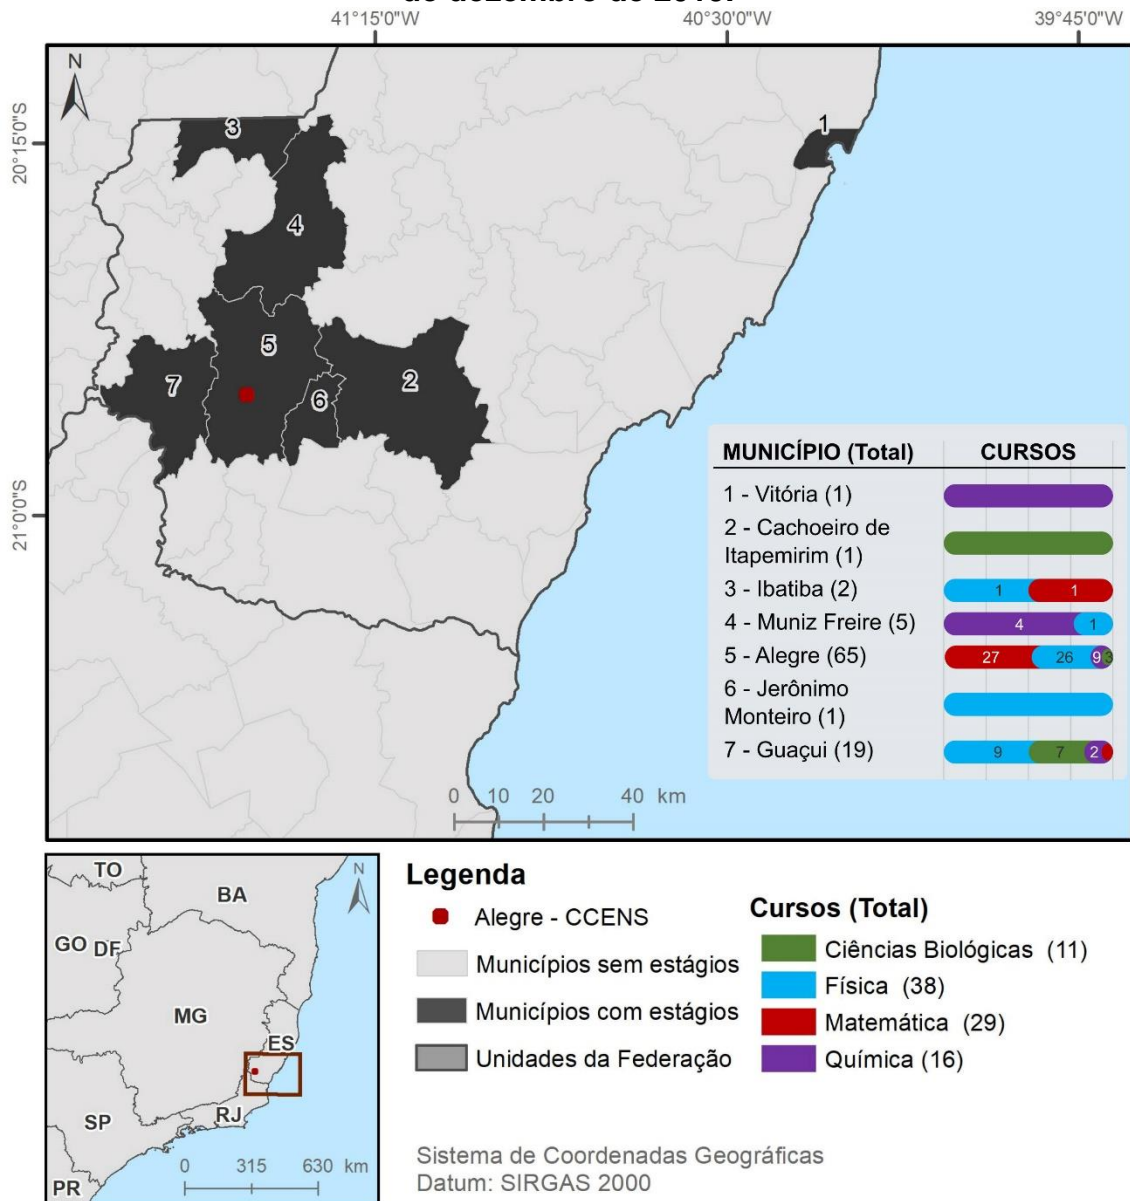 41°15'0"W 40°30'0"W 39°45'0"W
N
20°15'0"S
21°0'0"S
3
1
4
5
7
6
2
MUNICÍPIO (Total) CURSOS
1 - Vitória (1)
2 - Cachoeiro de
Itapemirim (1)
3 - Ibatiba (2) 1 1
4 - Muniz Freire (5) 4 1
5 - Alegre (65) 27 26 9 3
6 - Jerônimo
Monteiro (1)
7 - Guaçui (19) 9 7 2
0 10 20 40 km
TO
BA
N
GO DF
MG
ES
SP
RJ
PR
0 315 630 km
Legenda
Alegre - CCENS
Municípios sem estágios
Municípios com estágios
Unidades da Federação
Cursos (Total)
Ciências Biológicas (11)
Física (38)
Matemática (29)
Química (16)
Sistema de Coordenadas Geográficas
Datum: SIRGAS 2000